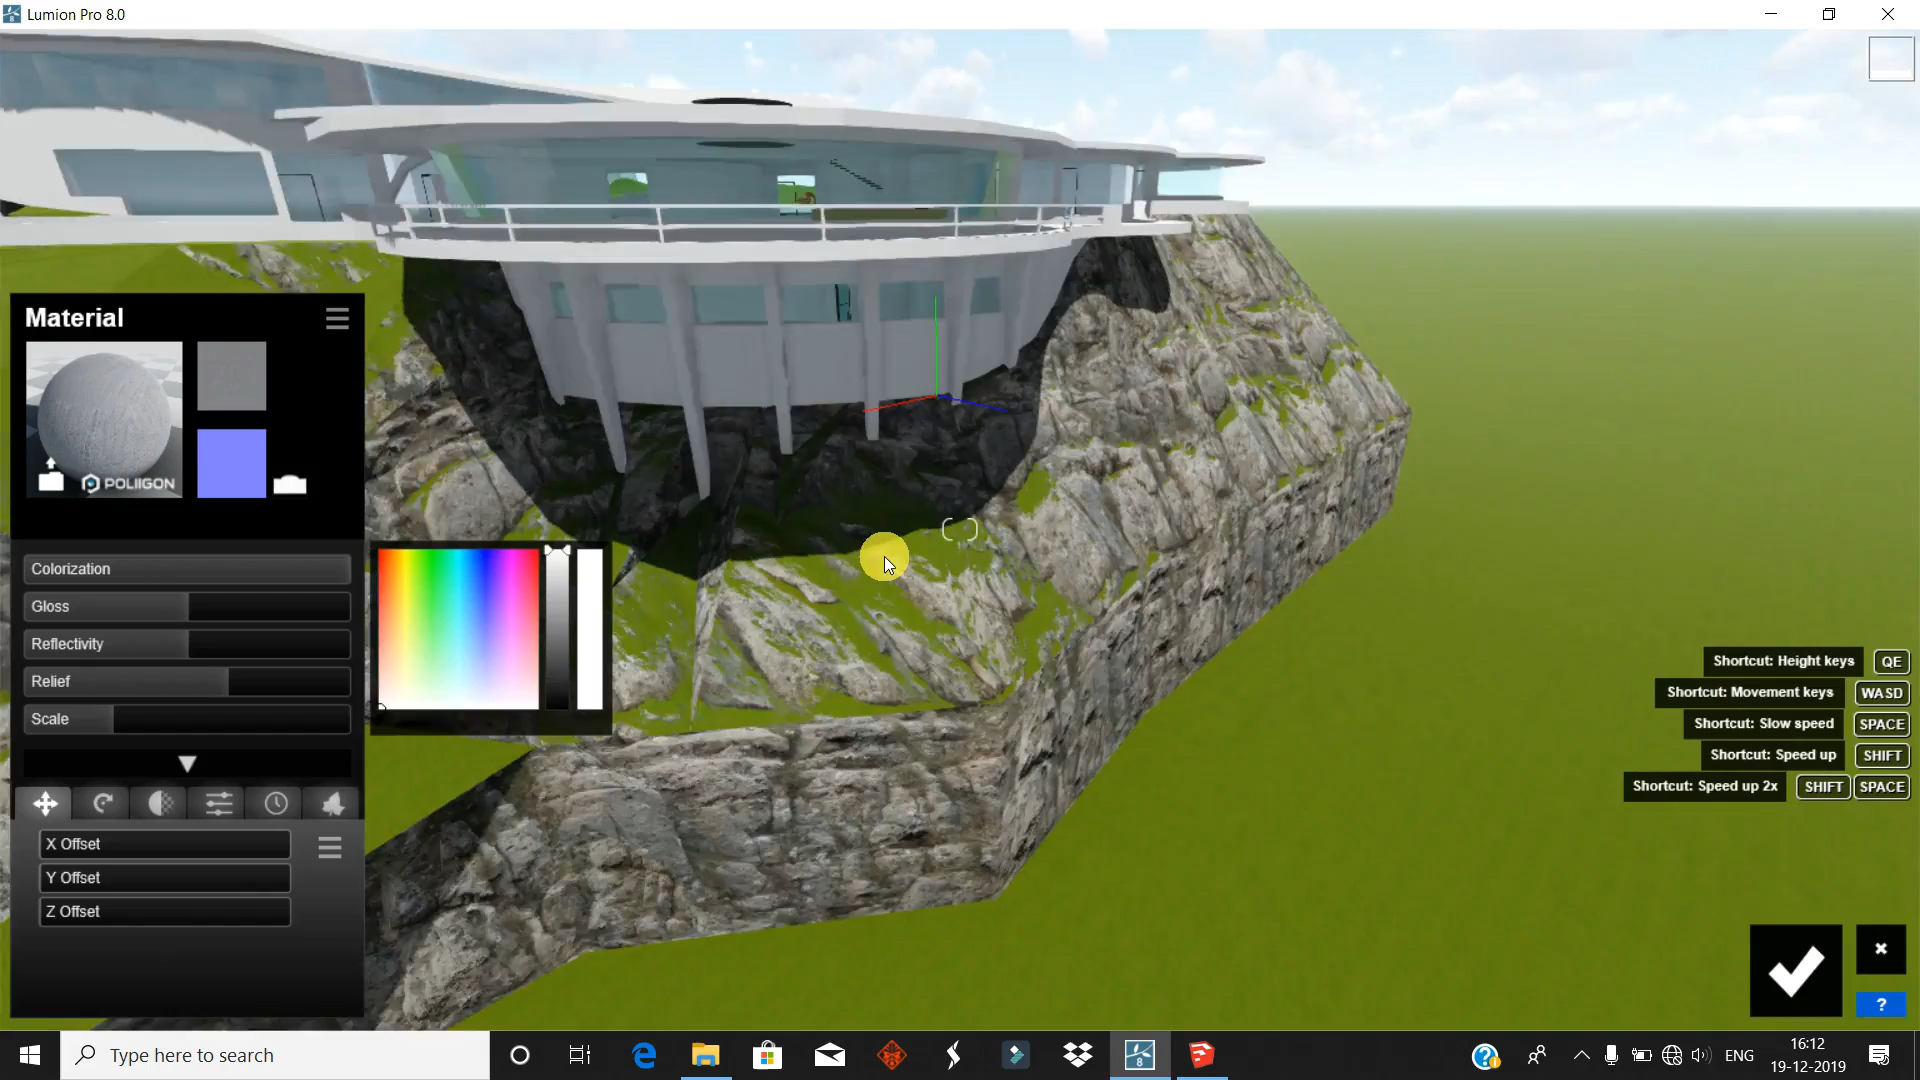 Lumion Pro 8.0
Material
POLIIGON
Colorization
Gloss
Reflectivity
Relief
Scale
X Offset
Y Offset
Z Offset
Shortcut: Height keys QE
Shortcut: Movement keys WASD
Shortcut: Slow speed SPACE
Shortcut: Speed up SHIFT
Shortcut: Speed up 2x SHIFT SPACE
?
Type here to search
8
ENG
16:12
19-12-2019